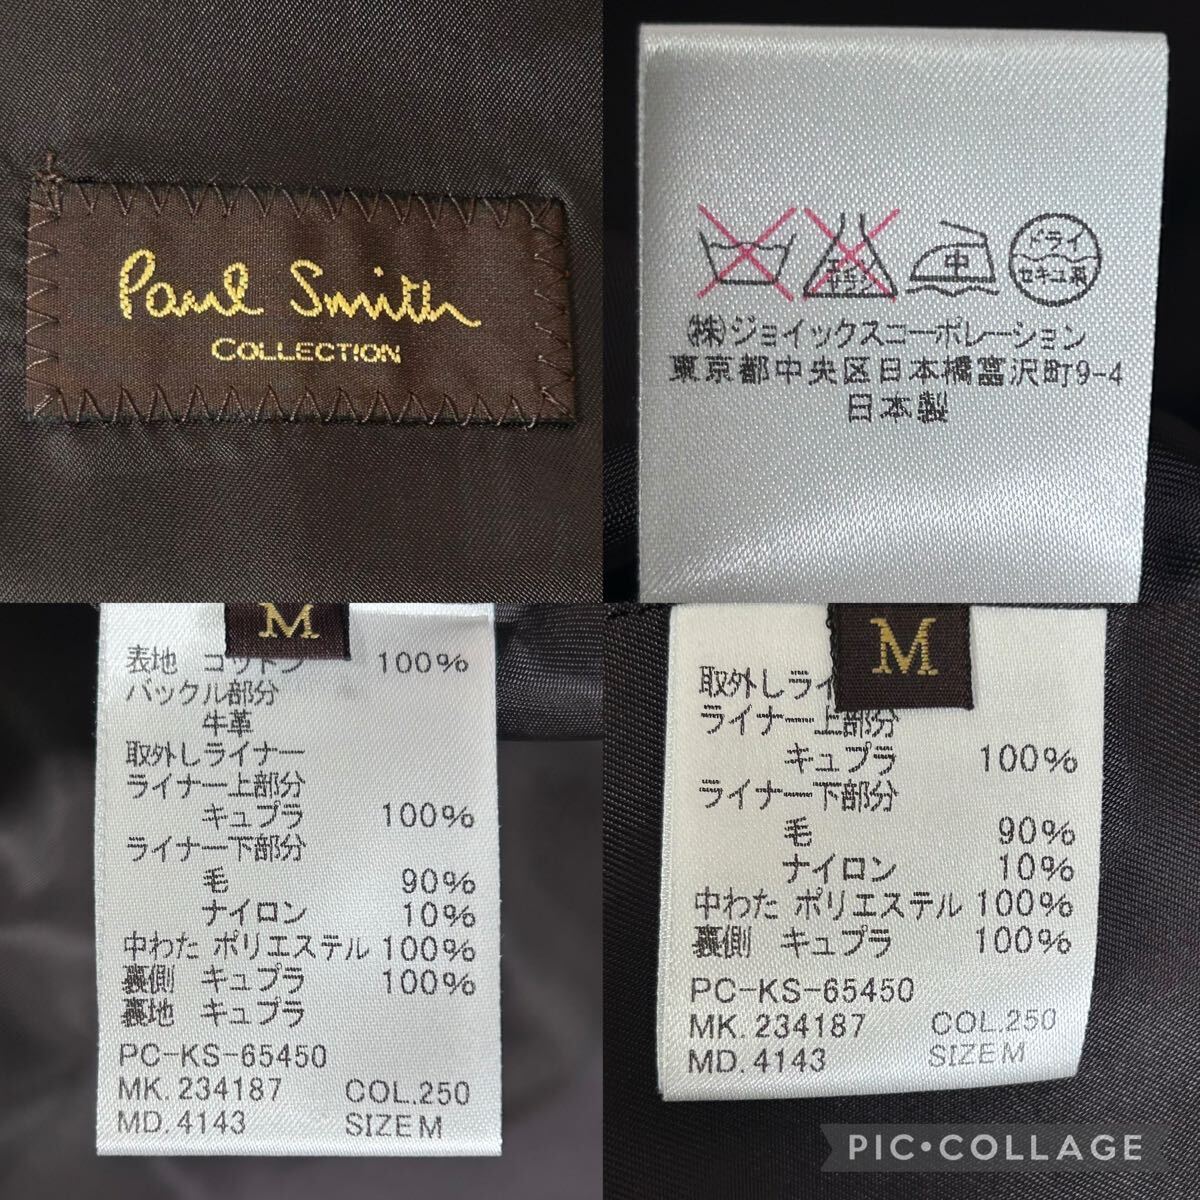 Paul Smith
COLLECTION
エンソ
サラシ
中
ドライ
セキユ系
㈱ジョイックスコーポレーション
東京都中央区日本橋富沢町9-4
日本製
M
表地 コットン 100%
バックル部分
牛革
取外しライナー
ライナー上部分
キュプラ 100%
ライナー下部分
毛 90%
ナイロン 10%
中わた ポリエステル 100%
裏側 キュプラ 100%
裏地 キュプラ
PC-KS-65450
MK.234187 COL.250
MD.4143 SIZE M
M
取外しライ
ライナー上部分
キュプラ 100%
ライナー下部分
毛 90%
ナイロン 10%
中わた ポリエステル 100%
裏側 キュプラ 100%
PC-KS-65450
MK.234187 COL.250
MD.4143 SIZE M
PIC•COLLAGE